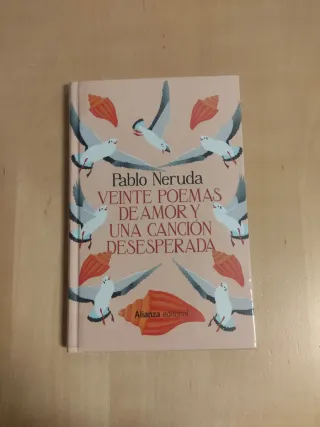 Pablo Neruda
VEINTE POEMAS
DE AMOR Y
UNA CANCIÓN
DESESPERADA
Alianza editorial